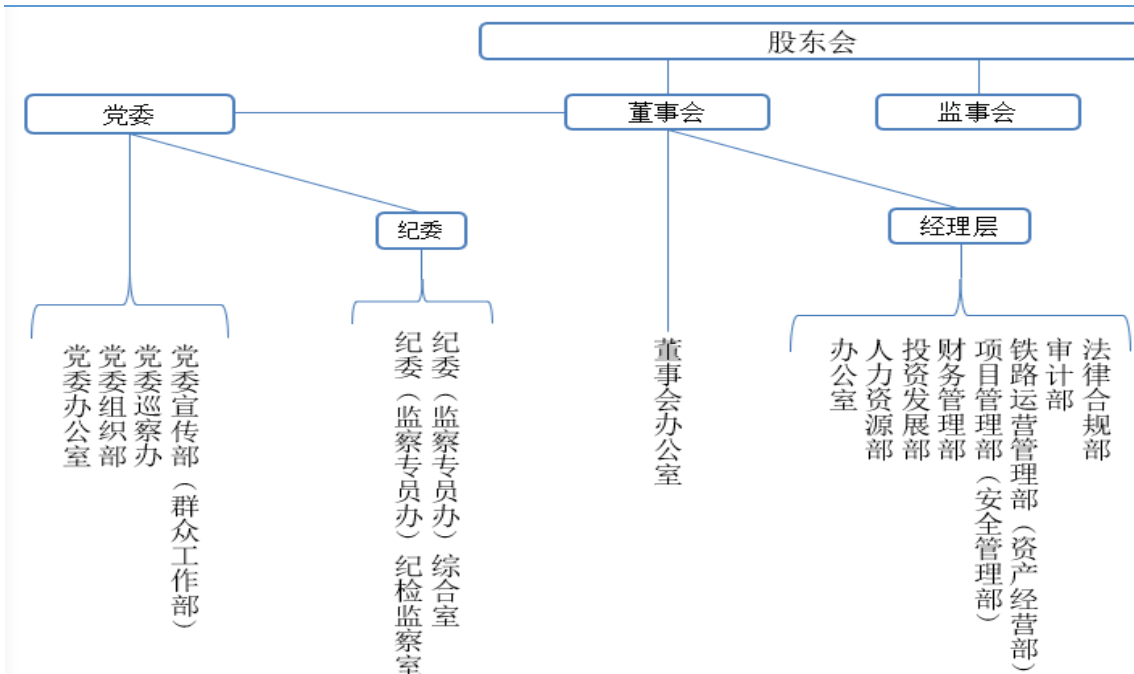 股东会
党委
董事会
监事会
纪委
经理层
党委办公室
党委组织部
党委巡察办
党委宣传部（群众工作部）
纪委（监察专员办）纪检监察室
纪委（监察专员办）综合室
董事会办公室
办公室
人力资源部
投资发展部
财务管理部
项目管理部（安全管理部）
铁路运营管理部（资产经营部）
审计部
法律合规部